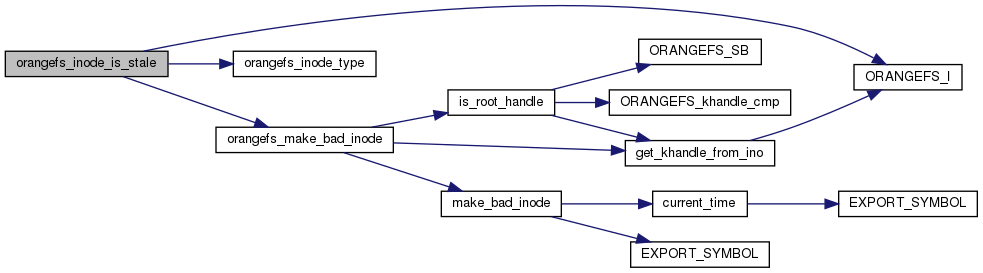 orangefs_inode_is_stale
orangefs_inode_type
orangefs_make_bad_inode
is_root_handle
make_bad_inode
ORANGEFS_SB
ORANGEFS_khandle_cmp
get_khandle_from_ino
current_time
EXPORT_SYMBOL
ORANGEFS_I
EXPORT_SYMBOL